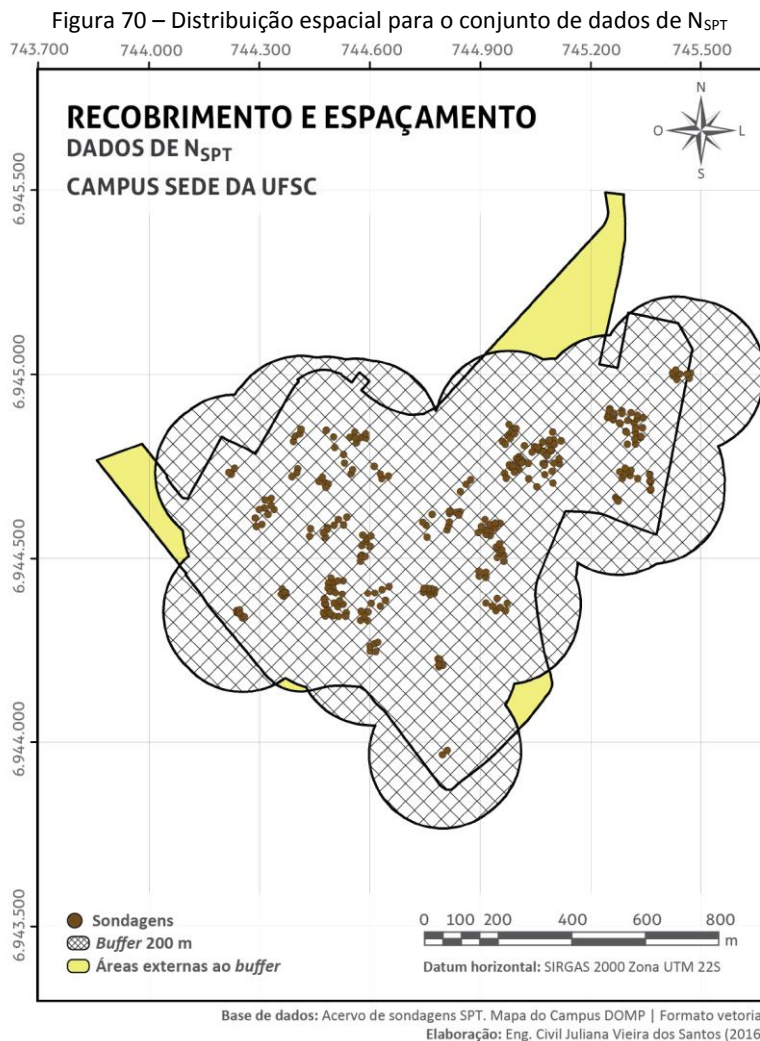 Figura 70 – Distribuição espacial para o conjunto de dados de NSPT
743.700 744.000 744.300 744.600 744.900 745.200 745.500
RECOBRIMENTO E ESPAÇAMENTO
DADOS DE NSPT
CAMPUS SEDE DA UFSC
N
O L
S
6.945.500
6.945.000
6.944.500
6.944.000
6.943.500
Sondagens
Buffer 200 m
Áreas externas ao buffer
0 100 200 400 600 800
m
Datum horizontal: SIRGAS 2000 Zona UTM 22S
Base de dados: Acervo de sondagens SPT. Mapa do Campus DOMP | Formato vetoria
Elaboração: Eng. Civil Juliana Vieira dos Santos (2016